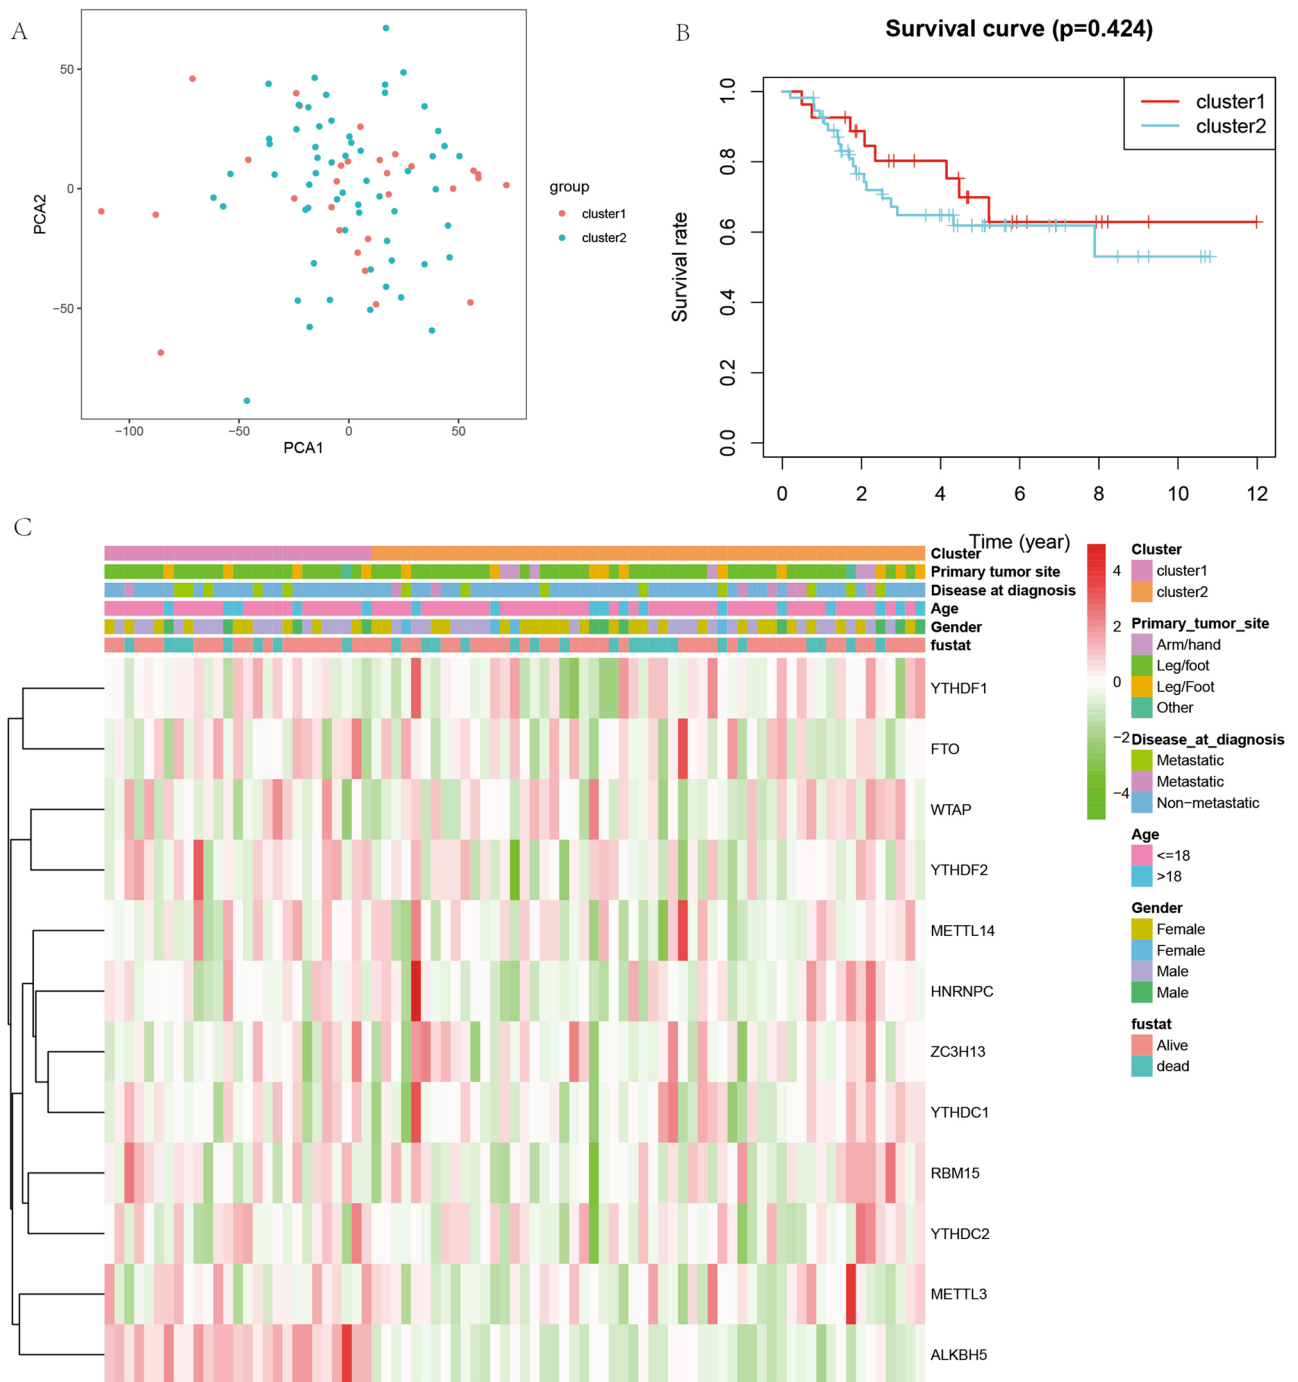 A
50
0
−50
−100
−50
0
50
PCA1
PCA2
group
cluster1
cluster2
B
Survival curve (p=0.424)
cluster1
cluster2
1.0
0.8
0.6
0.4
0.2
0.0
Survival rate
0 2 4 6 8 10 12
Time (year)
C
Cluster
Primary tumor site
Disease at diagnosis
Age
Gender
fustat
YTHDF1
FTO
WTAP
YTHDF2
METTL14
HNRNPC
ZC3H13
YTHDC1
RBM15
YTHDC2
METTL3
ALKBH5
4
2
0
−2
−4
Cluster
cluster1
cluster2
Primary_tumor_site
Arm/hand
Leg/foot
Leg/Foot
Other
Disease_at_diagnosis
Metastatic
Metastatic
Non−metastatic
Age
<=18
>18
Gender
Female
Female
Male
Male
fustat
Alive
dead